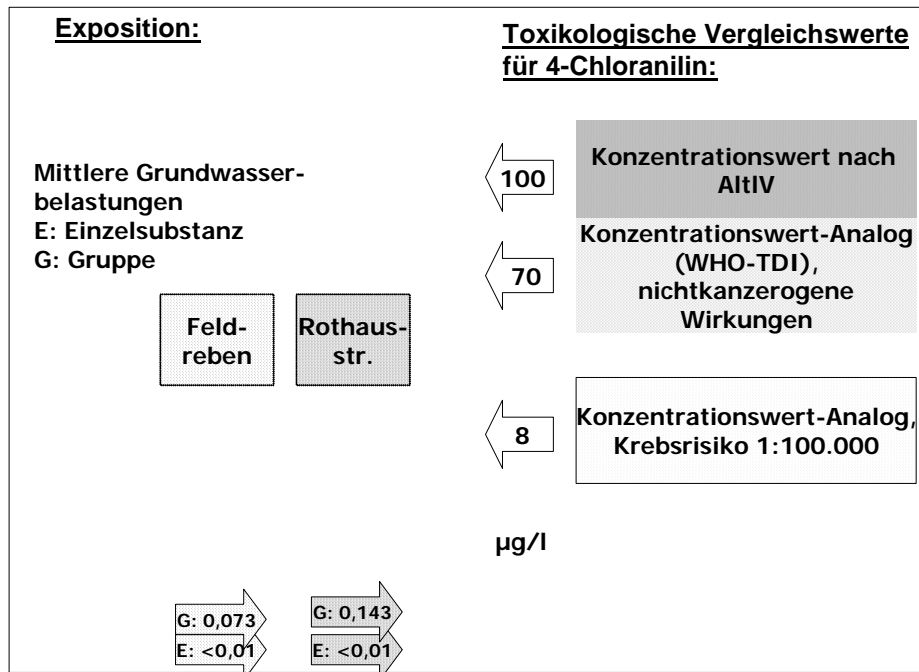 Exposition:
Toxikologische Vergleichswerte
für 4-Chloranilin:
Mittlere Grundwasser-
belastungen
E: Einzelsubstanz
G: Gruppe
100
Konzentrationswert nach
AltlV
70
Konzentrationswert-Analog
(WHO-TDI),
nichtkanzerogene
Wirkungen
Feld-
reben
Rothaus-
str.
8
Konzentrationswert-Analog,
Krebsrisiko 1:100.000
µg/l
G: 0,073
G: 0,143
E: <0,01
E: <0,01